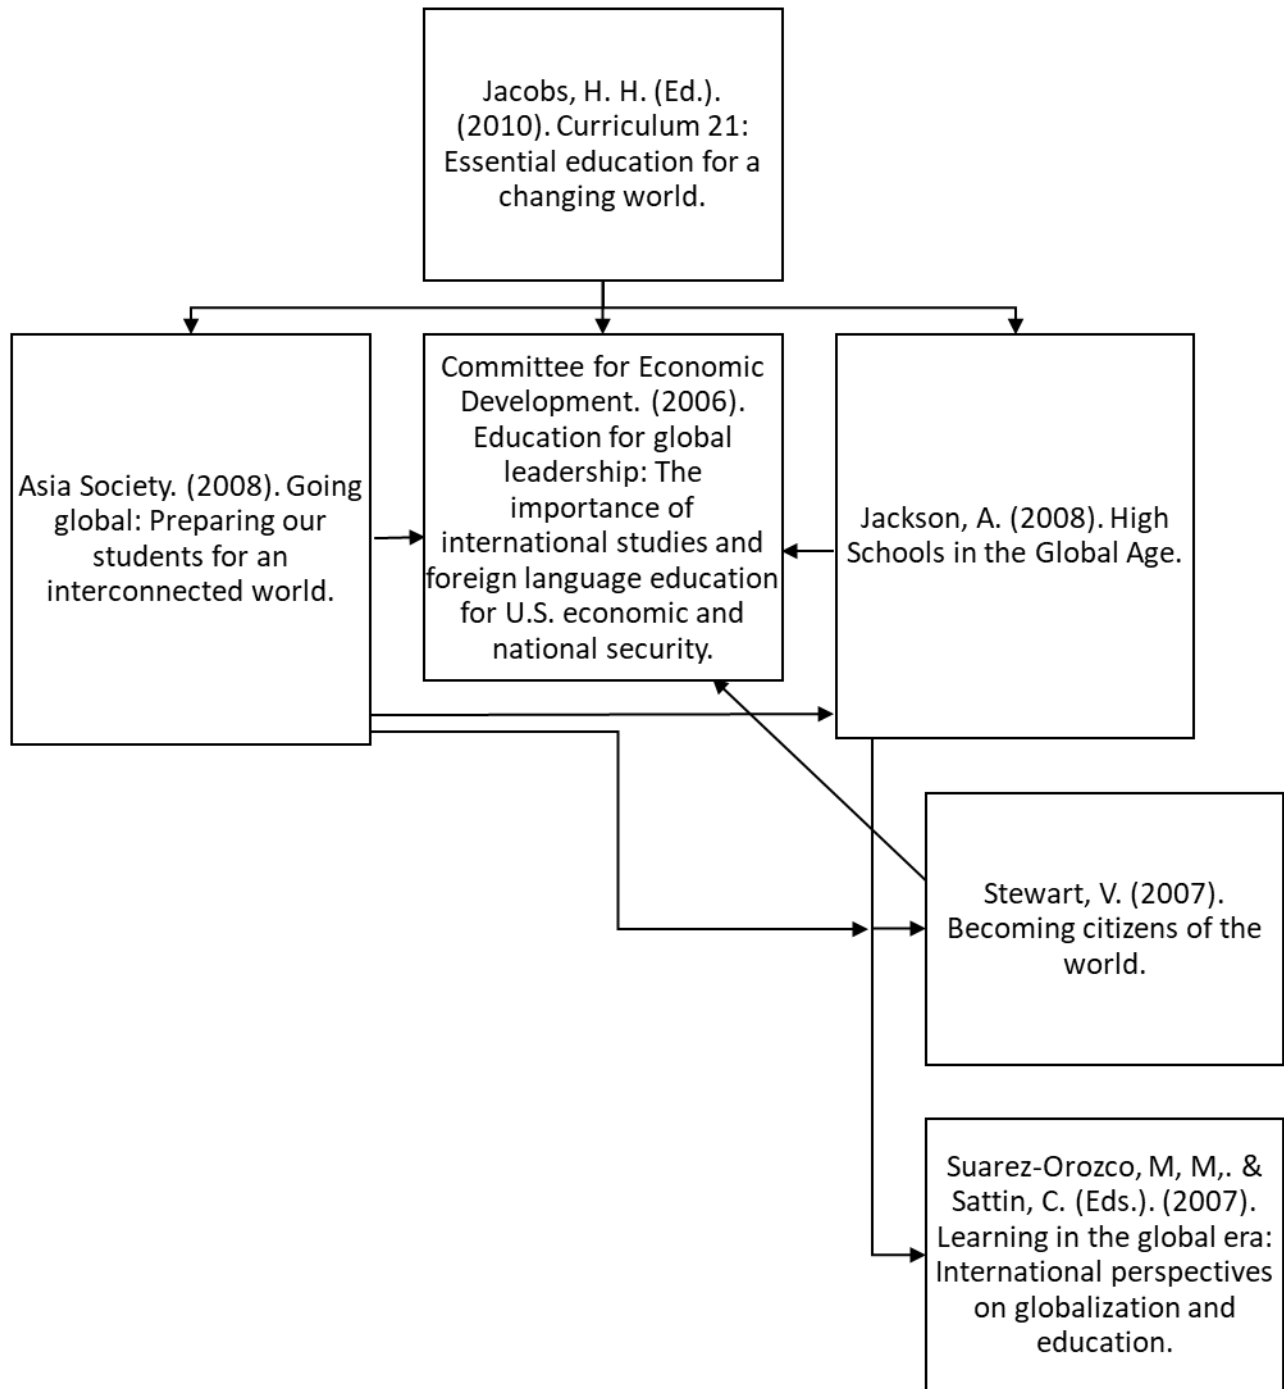 Jacobs, H. H. (Ed.).
(2010). Curriculum 21:
Essential education for a
changing world.
Asia Society. (2008). Going
global: Preparing our
students for an
interconnected world.
Committee for Economic
Development. (2006).
Education for global
leadership: The
importance of
international studies and
foreign language education
for U.S. economic and
national security.
Jackson, A. (2008). High
Schools in the Global Age.
Stewart, V. (2007).
Becoming citizens of the
world.
Suarez-Orozco, M, M,. &
Sattin, C. (Eds.). (2007).
Learning in the global era:
International perspectives
on globalization and
education.